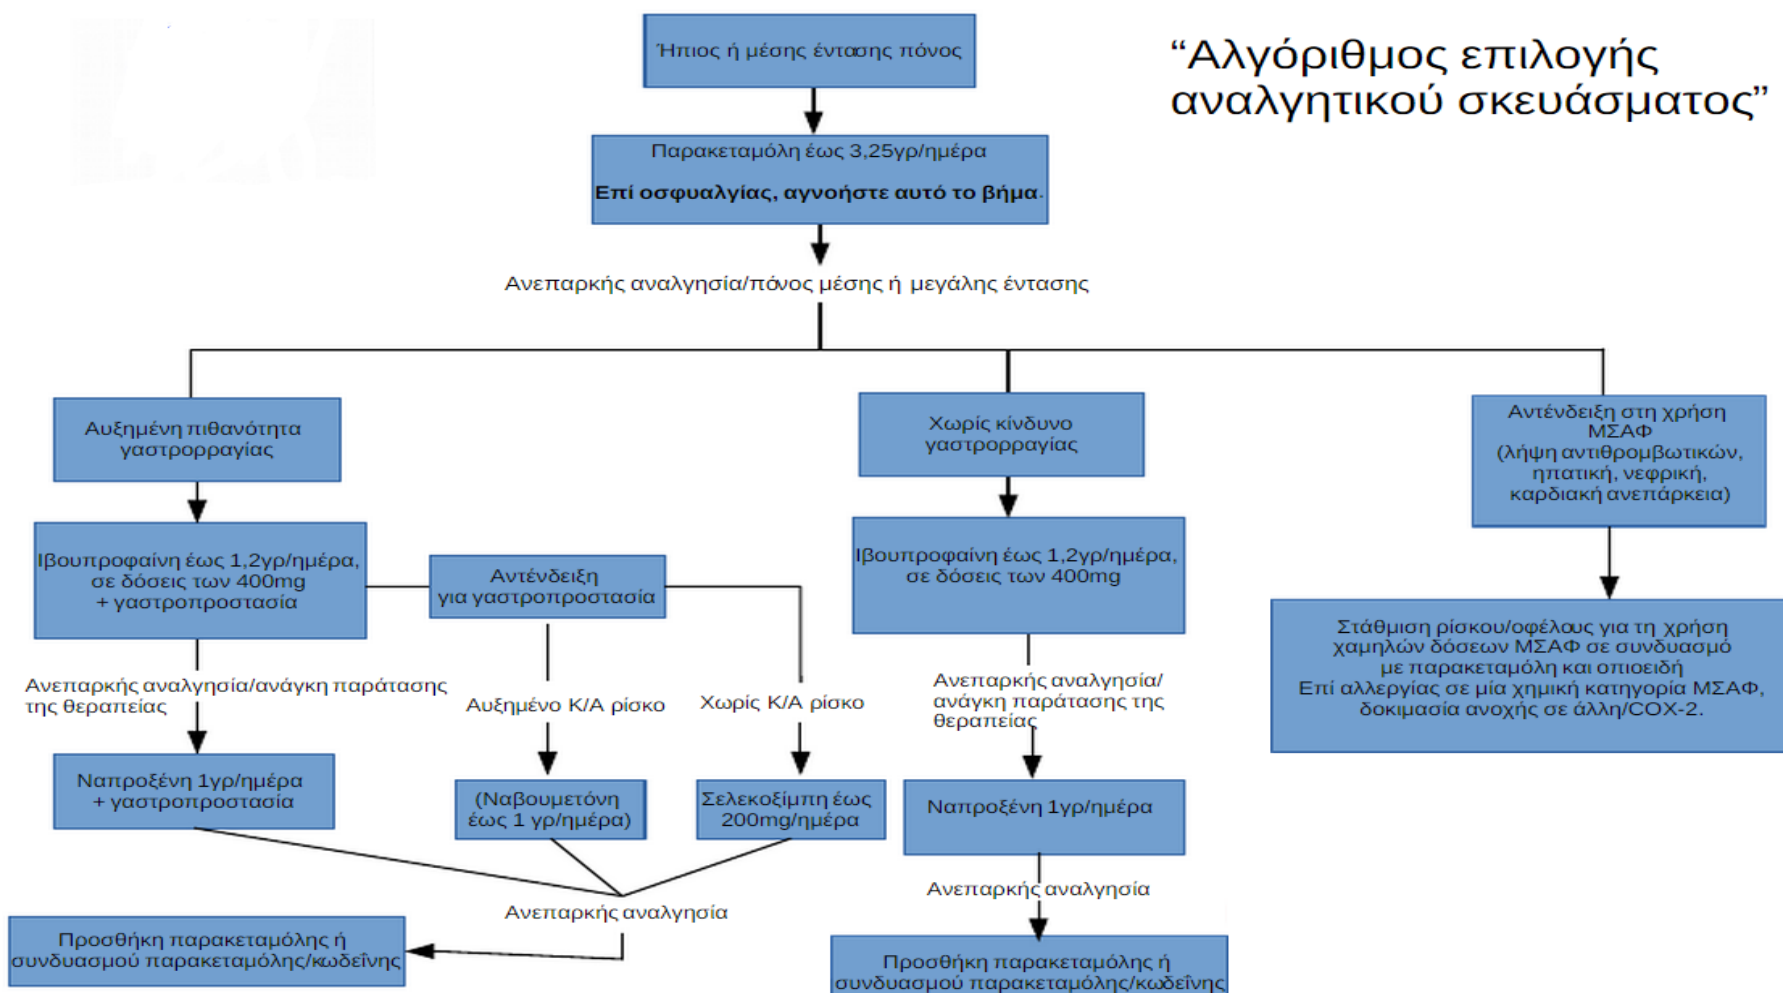 “Αλγόριθμος επιλογής
αναλγητικού σκευάσματος”
Ήπιος ή μέσης έντασης πόνος
Παρακεταμόλη έως 3,25γρ/ημέρα
Επί οσφυαλγίας, αγνοήστε αυτό το βήμα.
Ανεπαρκής αναλγησία/πόνος μέσης ή μεγάλης έντασης
Αυξημένη πιθανότητα
γαστρορραγίας
Ιβουπροφαίνη έως 1,2γρ/ημέρα,
σε δόσεις των 400mg
+ γαστροπροστασία
Ανεπαρκής αναλγησία/ανάγκη παράτασης
της θεραπείας
Ναπροξένη 1γρ/ημέρα
+ γαστροπροστασία
Αντένδειξη
για γαστροπροστασία
Αυξημένο Κ/Α ρίσκο
(Ναβουμετόνη
έως 1 γρ/ημέρα)
Χωρίς Κ/Α ρίσκο
Σελεκοξίμπη έως
200mg/ημέρα
Ανεπαρκής αναλγησία
Προσθήκη παρακεταμόλης ή
συνδυασμού παρακεταμόλης/κωδεΐνης
Χωρίς κίνδυνο
γαστορραγίας
Ιβουπροφαίνη έως 1,2γρ/ημέρα,
σε δόσεις των 400mg
Ανεπαρκής αναλγησία/
ανάγκη παράτασης της
θεραπείας
Ναπροξένη 1γρ/ημέρα
Ανεπαρκής αναλγησία
Προσθήκη παρακεταμόλης ή
συνδυασμού παρακεταμόλης/κωδεΐνης
Αντένδειξη στη χρήση
ΜΣΑΦ
(λήψη αντιθρομβωτικών,
ηπατική, νεφρική,
καρδιακή ανεπάρκεια)
Στάθμιση ρίσκου/οφέλους για τη χρήση
χαμηλών δόσεων ΜΣΑΦ σε συνδυασμό
με παρακεταμόλη και οπιοειδή
Επί αλλεργίας σε μία χημική κατηγορία ΜΣΑΦ,
δοκιμασία ανοχής σε άλλη/COX-2.